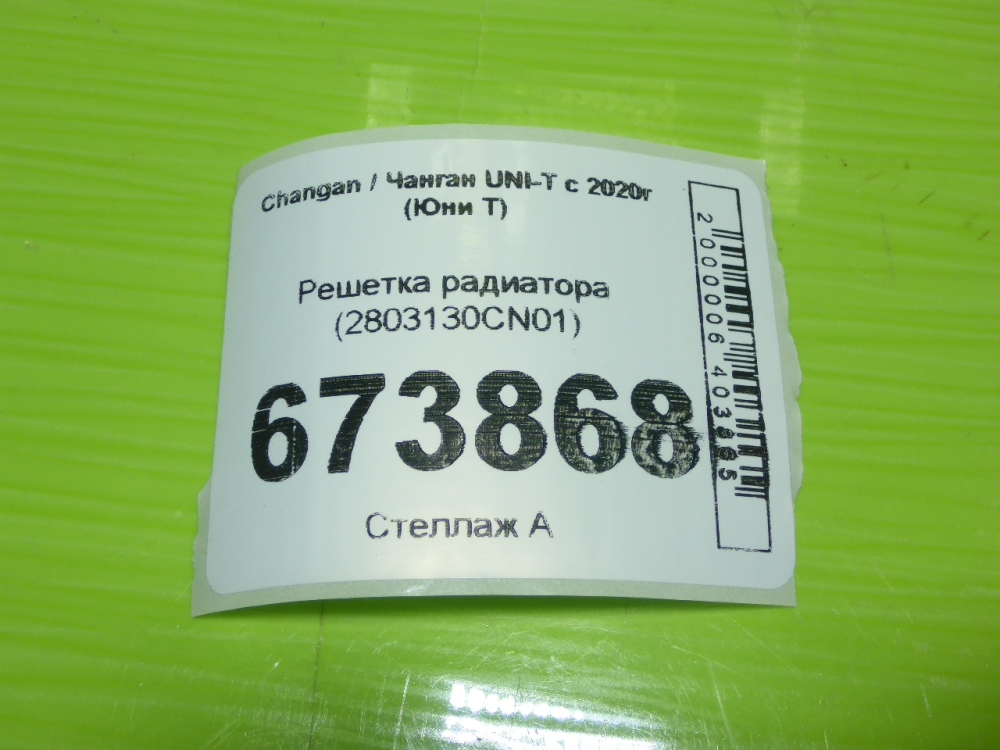 Changan / Чанган UNI-T с 2020г
(Юни Т)
Решетка радиатора
(2803130CN01)
673868
Стеллаж А